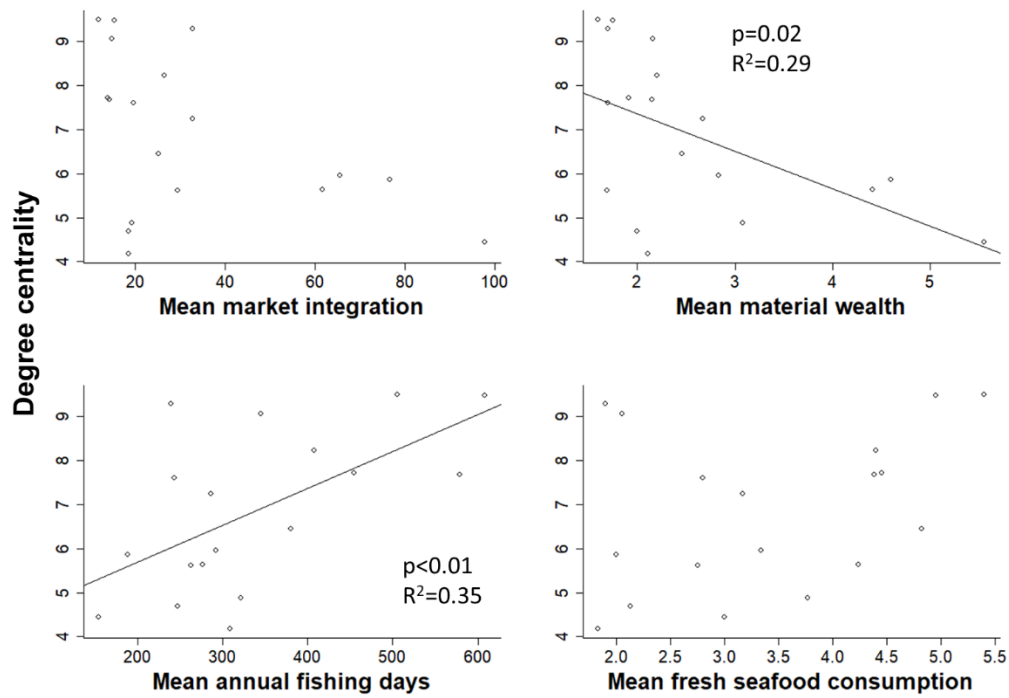 Degree centrality
9
8
7
6
5
4
20 40 60 80 100
Mean market integration
p=0.02
R²=0.29
9
8
7
6
5
4
2 3 4 5
Mean material wealth
9
8
7
6
5
4
p<0.01
R²=0.35
200 300 400 500 600
Mean annual fishing days
9
8
7
6
5
4
2.0 2.5 3.0 3.5 4.0 4.5 5.0 5.5
Mean fresh seafood consumption